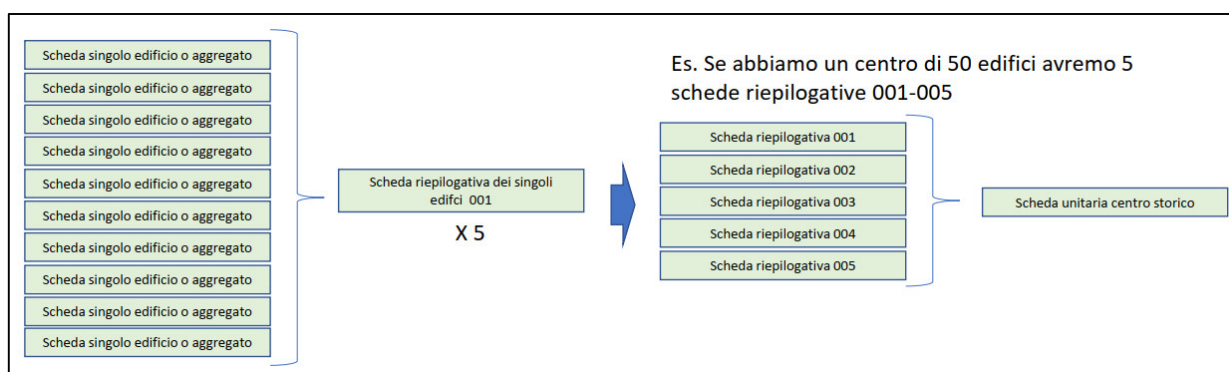 Scheda singolo edificio o aggregato
Scheda singolo edificio o aggregato
Scheda singolo edificio o aggregato
Scheda singolo edificio o aggregato
Scheda singolo edificio o aggregato
Scheda singolo edificio o aggregato
Scheda singolo edificio o aggregato
Scheda singolo edificio o aggregato
Scheda singolo edificio o aggregato
Scheda singolo edificio o aggregato
Scheda riepilogativa dei singoli
edifci 001
X 5
Es. Se abbiamo un centro di 50 edifici avremo 5
schede riepilogative 001-005
Scheda riepilogativa 001
Scheda riepilogativa 002
Scheda riepilogativa 003
Scheda riepilogativa 004
Scheda riepilogativa 005
Scheda unitaria centro storico